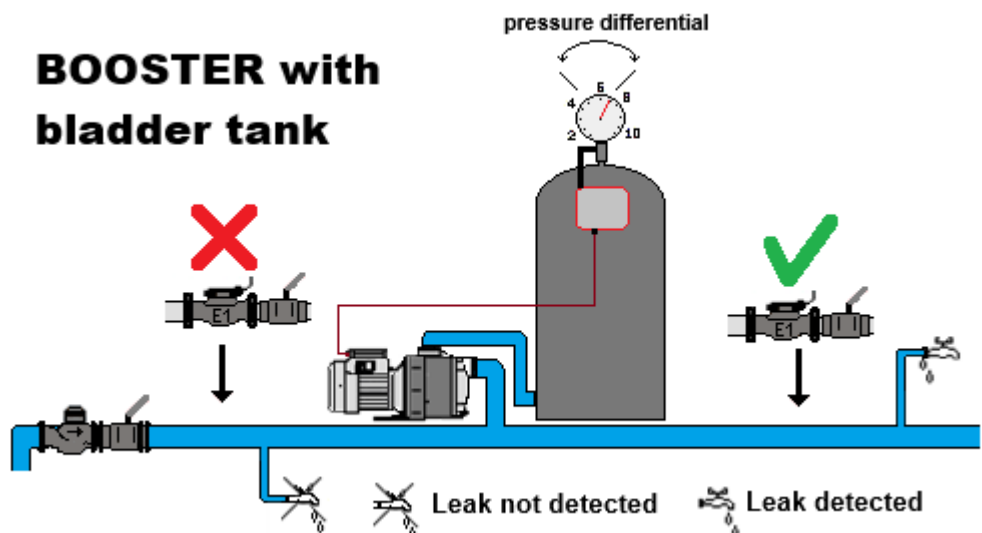 pressure differential
BOOSTER with
bladder tank
6
4 8
2 10
E1
E1
Leak not detected
Leak detected